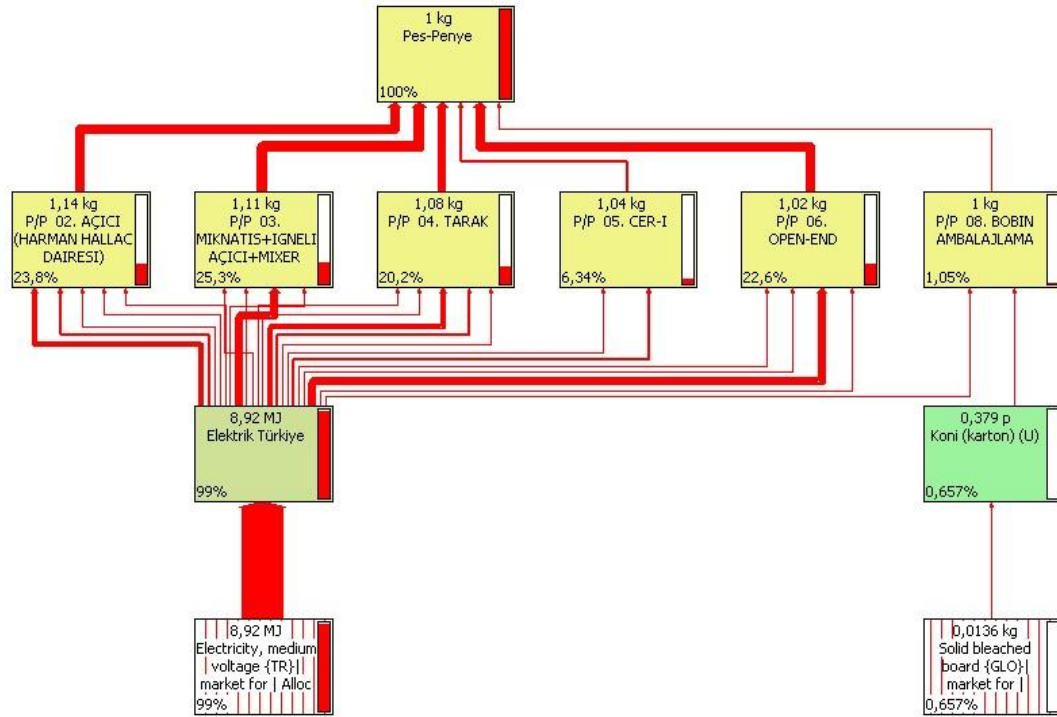 1 kg
Pes-Penye
100%
1,14 kg
P/P 02. AÇICI
(HARMAN HALLAC
DAIRESI)
23,8%
1,11 kg
P/P 03.
MIKNATIS+IGNELI
AÇICI+MIXER
25,3%
1,08 kg
P/P 04. TARAK
20,2%
1,04 kg
P/P 05. CER-I
6,34%
1,02 kg
P/P 06.
OPEN-END
22,6%
1 kg
P/P 08. BOBIN
AMBALAJLAMA
1,05%
8,92 MJ
Elektrik Türkiye
99%
0,379 p
Koni (karton) (U)
0,657%
8,92 MJ
Electricity, medium
voltage {TR}|
market for | Alloc
99%
0,0136 kg
Solid bleached
board {GLO}|
market for |
0,657%